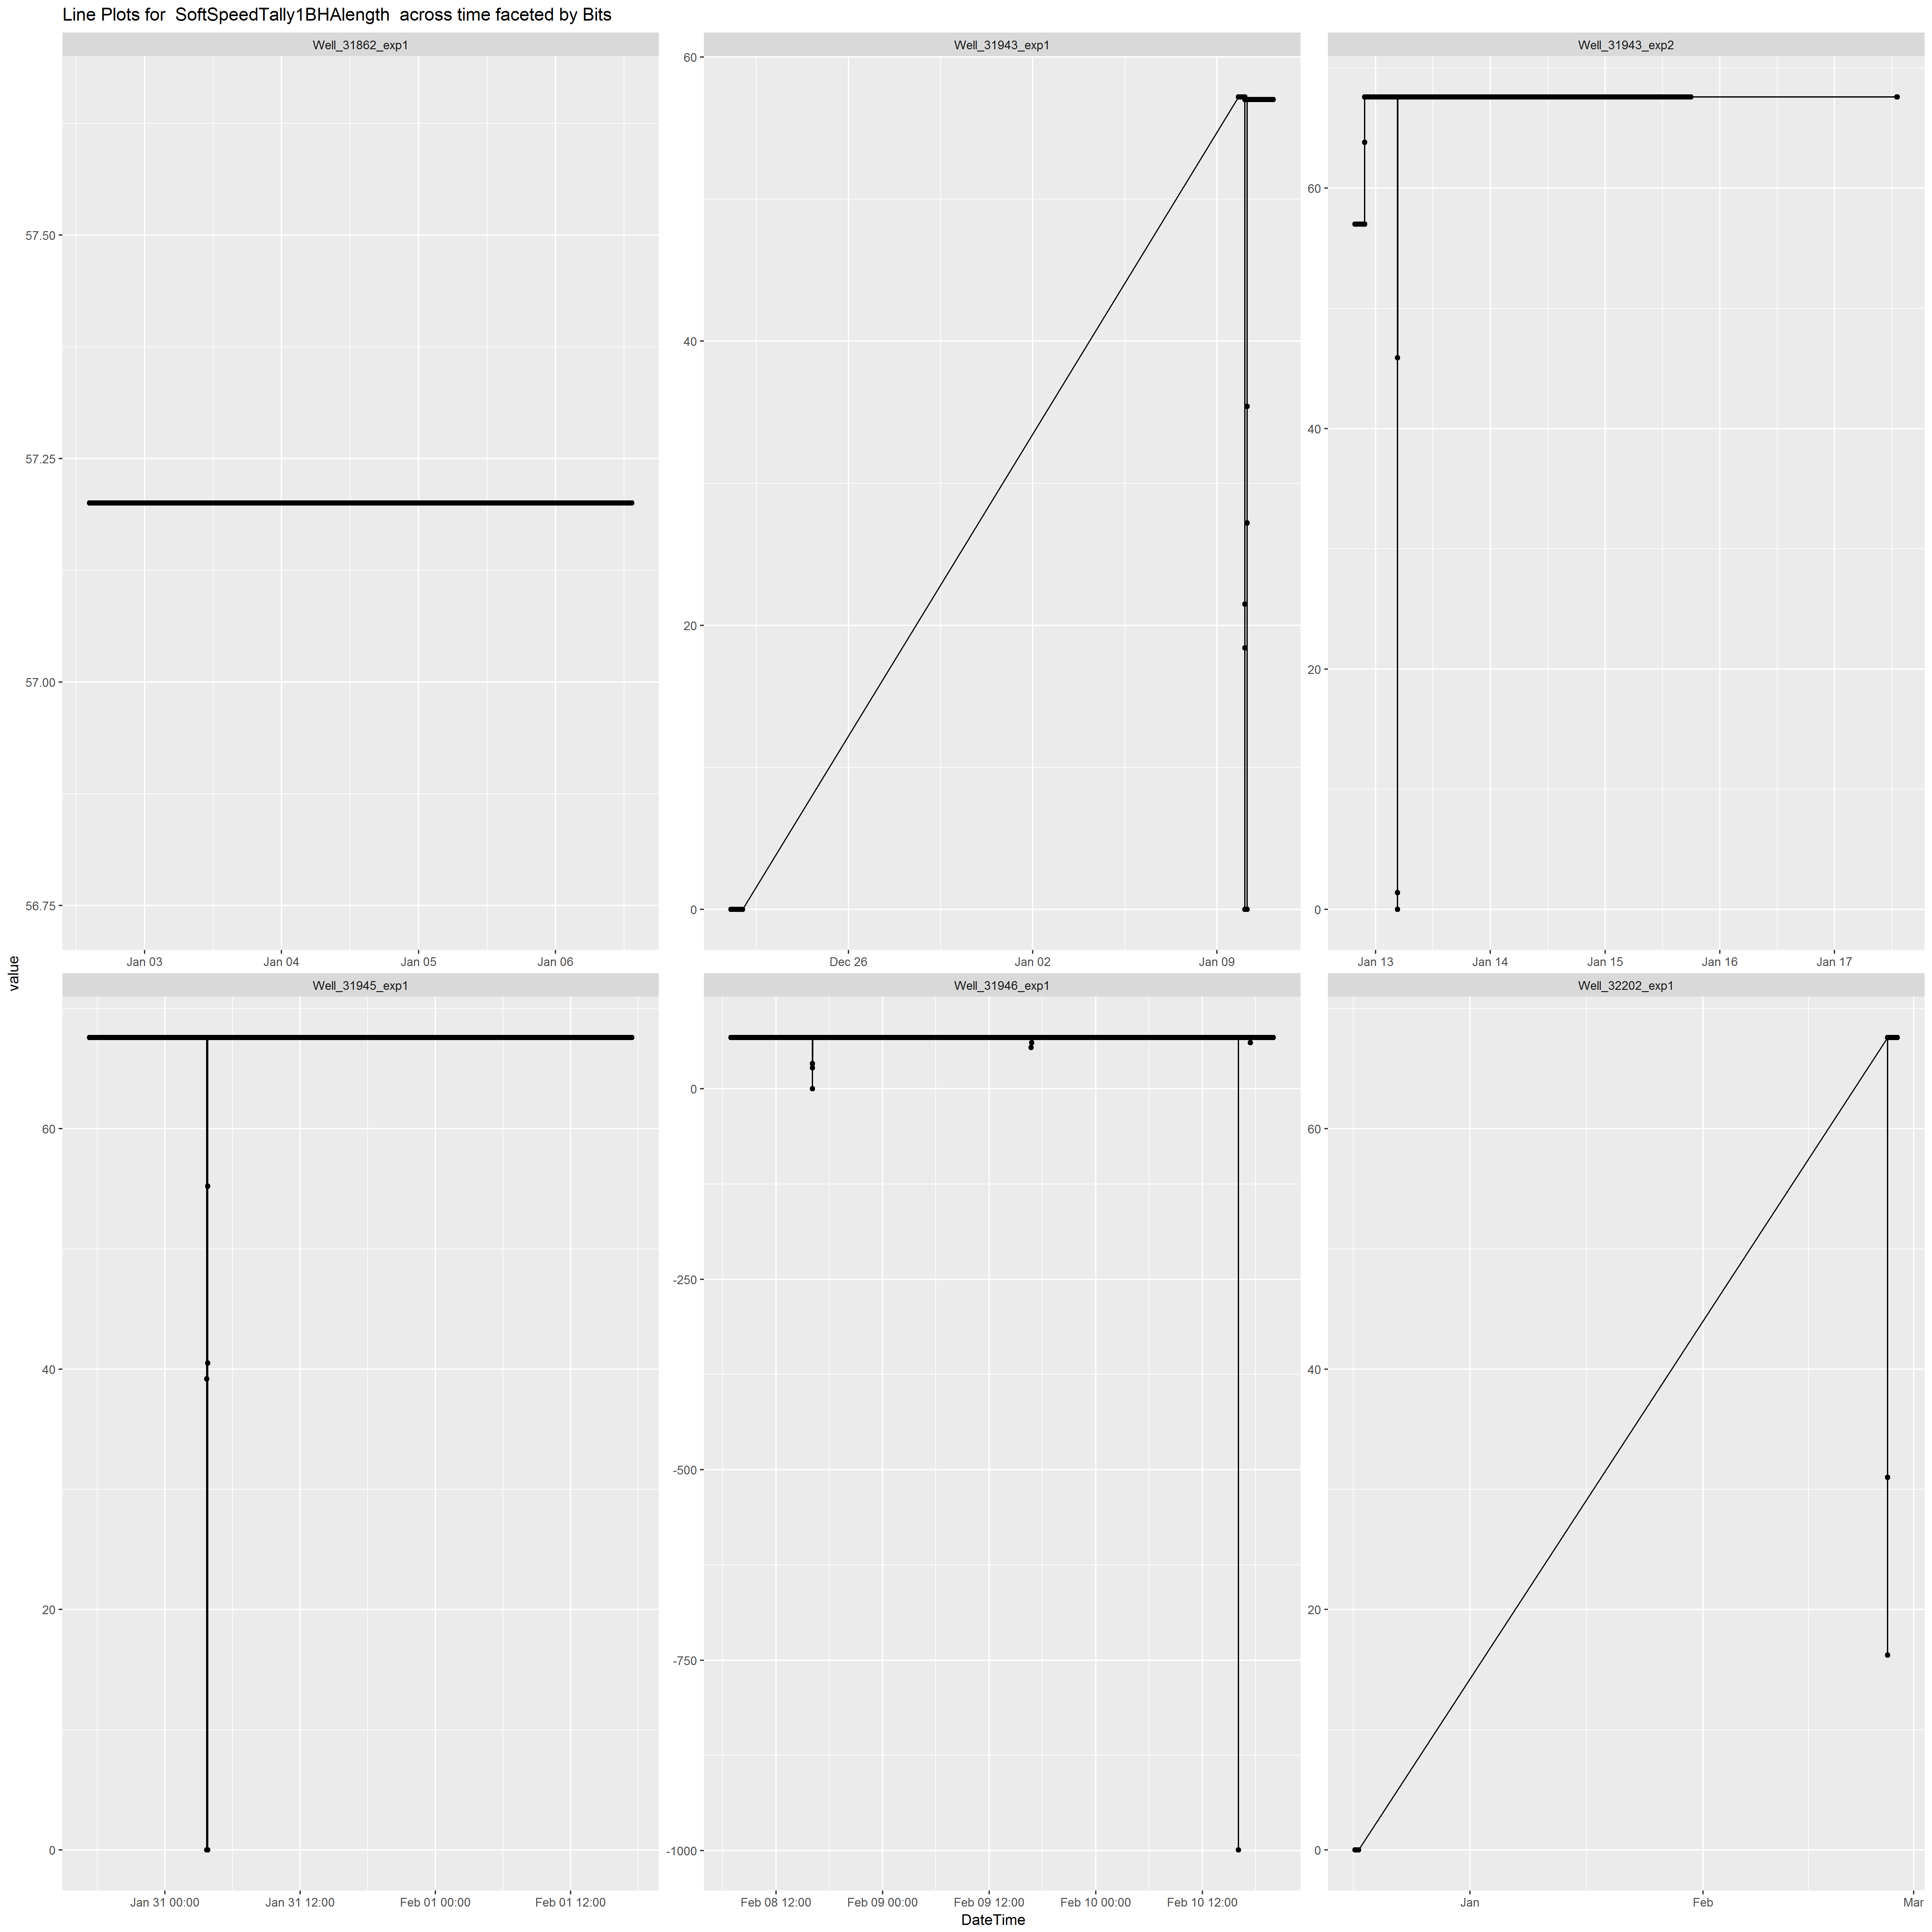 Line Plots for  SoftSpeedTally1BHAlength  across time faceted by Bits
Well_31862_exp1
Well_31943_exp1
Well_31943_exp2
57.50
57.25
57.00
56.75
60
40
20
0
60
40
20
0
Jan 03 Jan 04 Jan 05 Jan 06
Dec 26 Jan 02 Jan 09
Jan 13 Jan 14 Jan 15 Jan 16 Jan 17
value
Well_31945_exp1
Well_31946_exp1
Well_32202_exp1
60
40
20
0
0
-250
-500
-750
-1000
60
40
20
0
Jan 31 00:00 Jan 31 12:00 Feb 01 00:00 Feb 01 12:00
Feb 08 12:00 Feb 09 00:00 Feb 09 12:00 Feb 10 00:00 Feb 10 12:00
Jan Feb Mar
DateTime